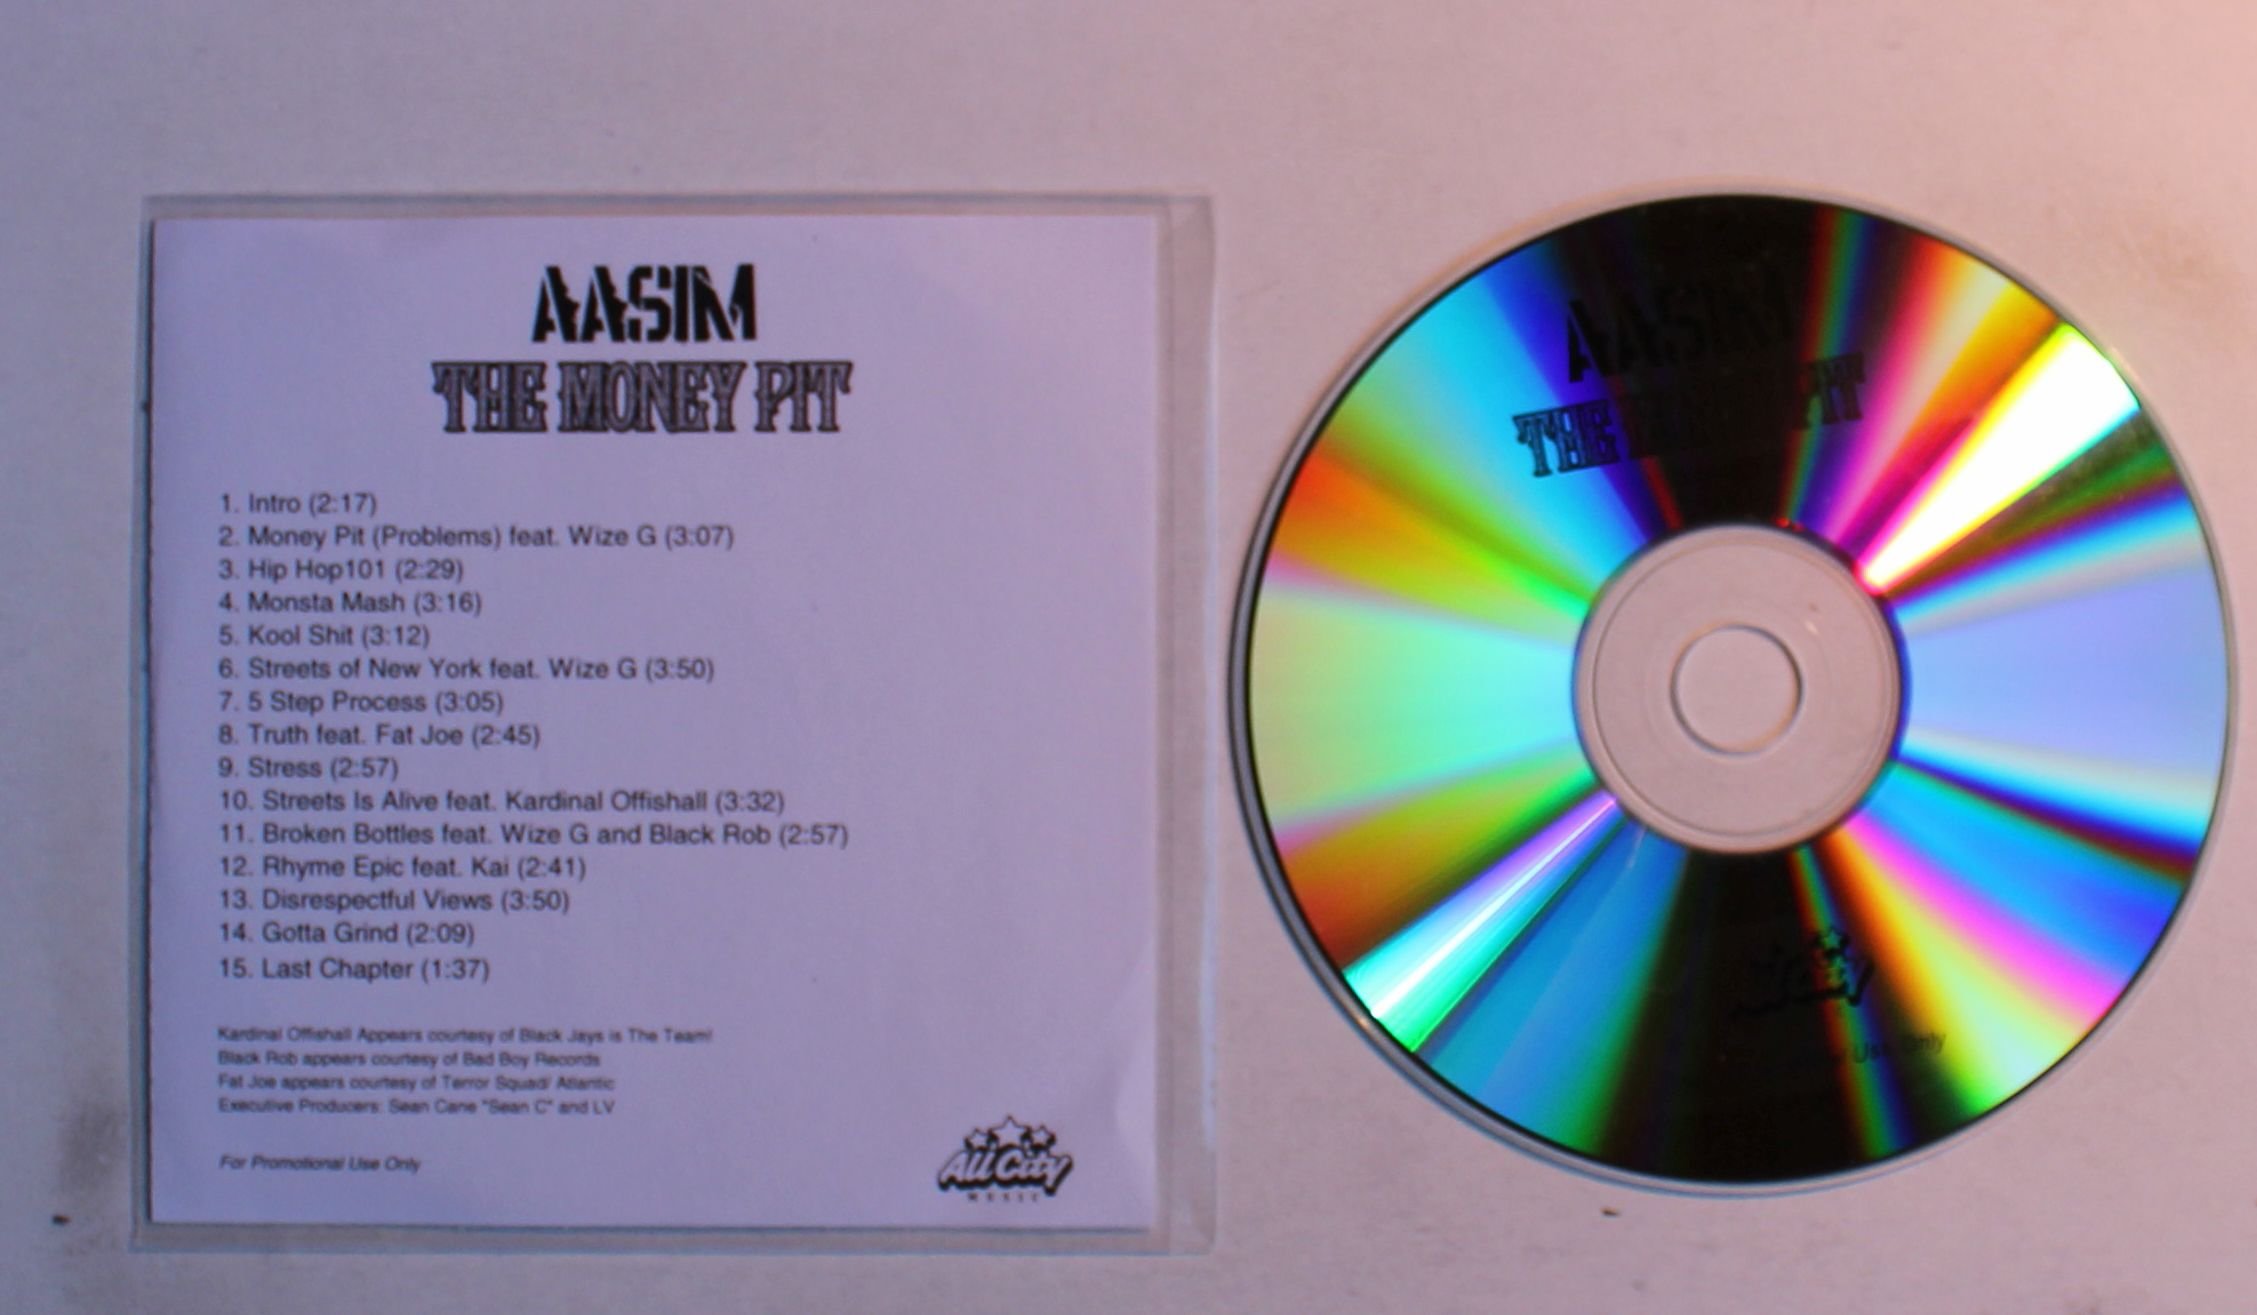 AASIM
THE MONEY PIT
1. Intro (2:17)
2. Money Pit (Problems) feat. Wize G (3:07)
3. Hip Hop101 (2:29)
4. Monsta Mash (3:16)
5. Kool Shit (3:12)
6. Streets of New York feat. Wize G (3:50)
7. 5 Step Process (3:05)
8. Truth feat. Fat Joe (2:45)
9. Stress (2:57)
10. Streets Is Alive feat. Kardinal Offishall (3:32)
11. Broken Bottles feat. Wize G and Black Rob (2:57)
12. Rhyme Epic feat. Kai (2:41)
13. Disrespectful Views (3:50)
14. Gotta Grind (2:09)
15. Last Chapter (1:37)
Kardinal Offishall Appears courtesy of Black Jays is The Team!
Black Rob appears courtesy of Bad Boy Records
Fat Joe appears courtesy of Terror Squad/ Atlantic
Executive Producers: Sean Cane "Sean C" and LV
For Promotional Use Only
All City
MUSIC
AASIM
THE MONEY PIT
Use Only